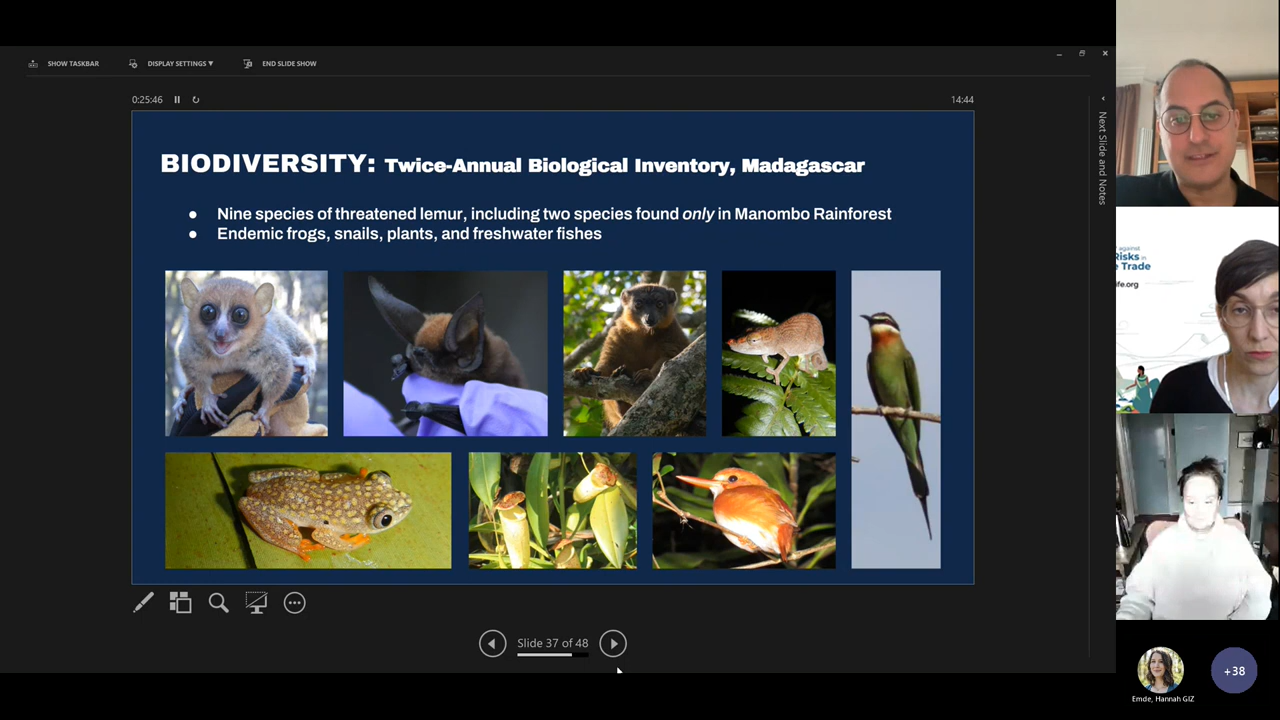 SHOW TASKBAR
DISPLAY SETTINGS ▼
END SLIDE SHOW
0:25:46
14:44
BIODIVERSITY: Twice-Annual Biological Inventory, Madagascar
● Nine species of threatened lemur, including two species found only in Manombo Rainforest
● Endemic frogs, snails, plants, and freshwater fishes
Slide 37 of 48
Next Slide and Notes
against
Risks in
Trade
Emde, Hannah GIZ
+38